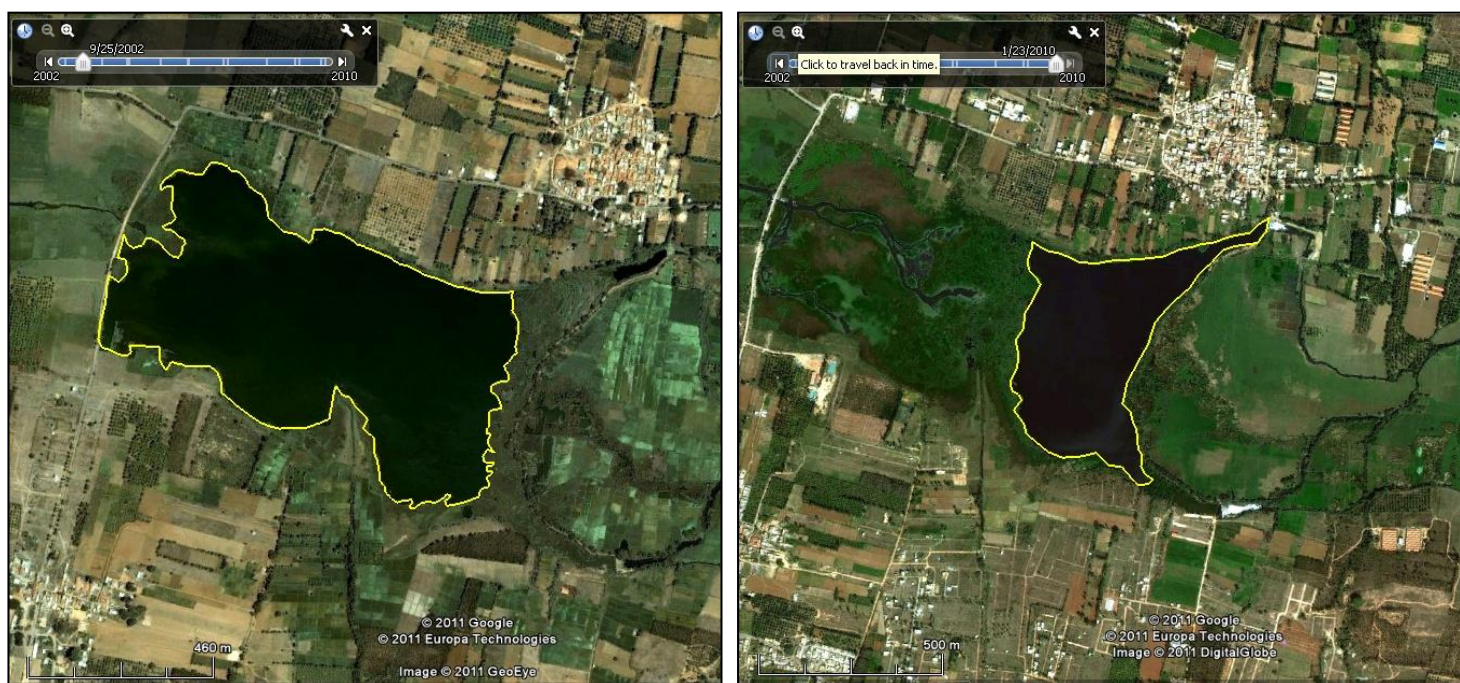 9/25/2002
2002
2010
460 m
© 2011 Google
© 2011 Europa Technologies
Image © 2011 GeoEye
1/23/2010
Click to travel back in time.
2002
2010
500 m
© 2011 Google
© 2011 Europa Technologies
Image © 2011 DigitalGlobe